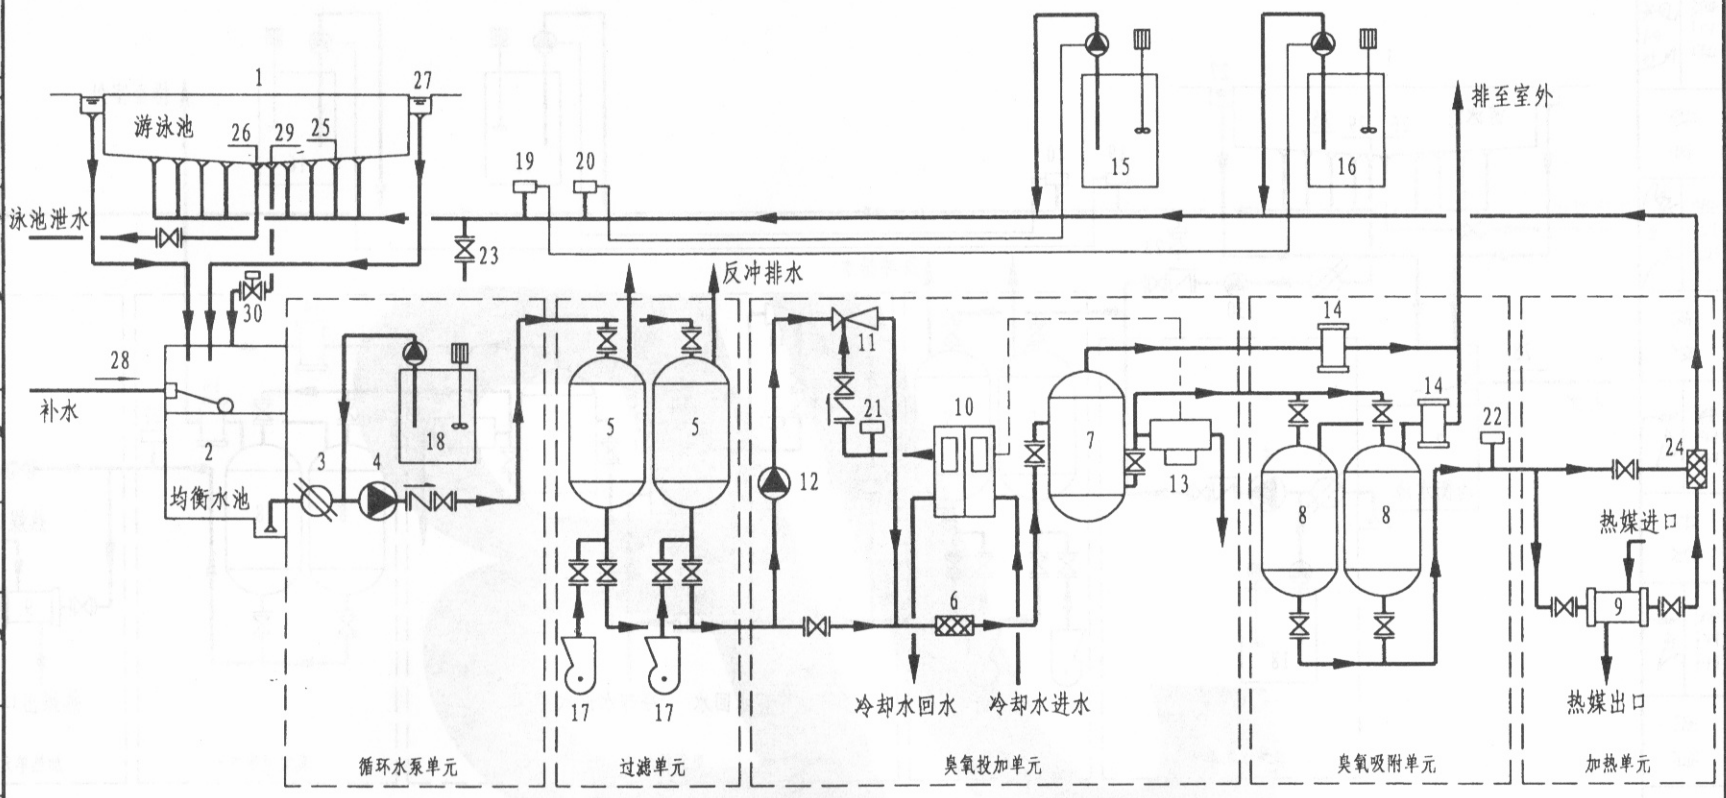 1
27
游泳池
26
29
25
19
20
15
16
排至室外
泳池泄水
23
反冲排水
30
28
补水
2
均衡水池
3
4
18
5
5
17
17
11
21
12
10
7
13
6
冷却水回水
冷却水进水
14
14
22
8
8
24
热媒进口
9
热媒出口
循环水泵单元
过滤单元
臭氧投加单元
臭氧吸附单元
加热单元